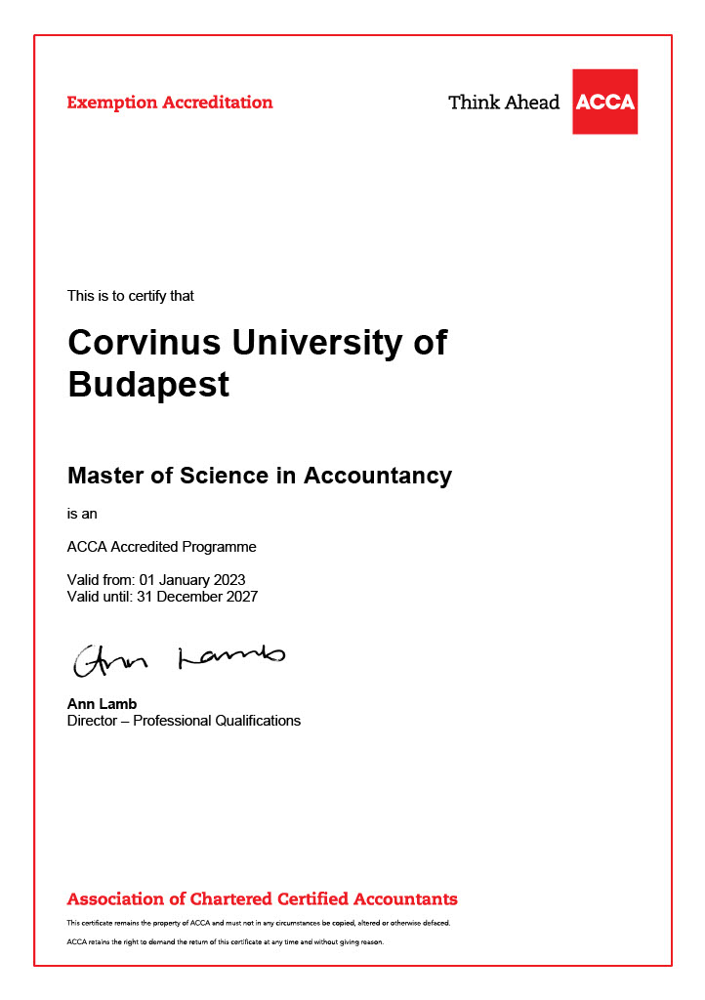 Exemption Accreditation
Think Ahead ACCA
This is to certify that
Corvinus University of
Budapest
Master of Science in Accountancy
is an
ACCA Accredited Programme
Valid from: 01 January 2023
Valid until: 31 December 2027
Ann Lamb
Ann Lamb
Director – Professional Qualifications
Association of Chartered Certified Accountants
This certificate remains the property of ACCA and must not in any circumstances be copied, altered or otherwise defaced.
ACCA retains the right to demand the return of this certificate at any time and without giving reason.